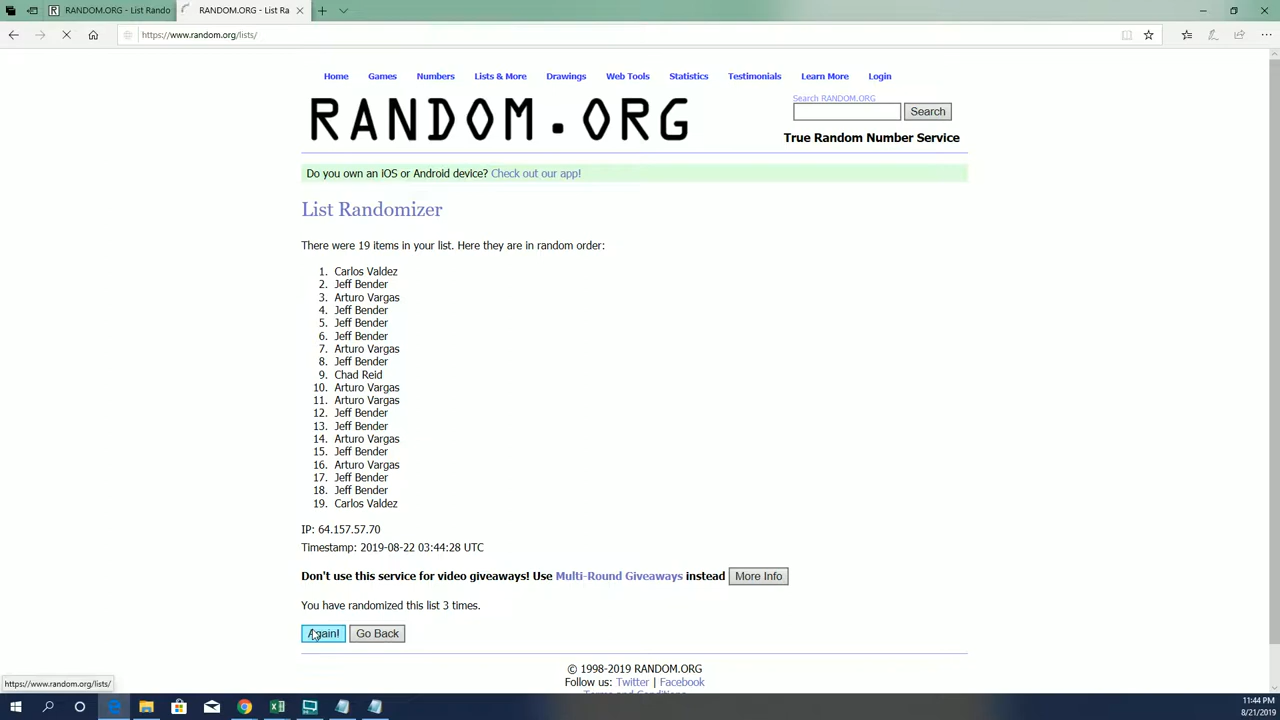 RANDOM.ORG - List Rando
RANDOM.ORG - List Ra
https://www.random.org/lists/
Home Games Numbers Lists & More Drawings Web Tools Statistics Testimonials Learn More Login
Search RANDOM.ORG
RANDOM.ORG
Search
True Random Number Service
Do you own an iOS or Android device? Check out our app!
List Randomizer
There were 19 items in your list. Here they are in random order:
1. Carlos Valdez
2. Jeff Bender
3. Arturo Vargas
4. Jeff Bender
5. Jeff Bender
6. Jeff Bender
7. Arturo Vargas
8. Jeff Bender
9. Chad Reid
10. Arturo Vargas
11. Arturo Vargas
12. Jeff Bender
13. Jeff Bender
14. Arturo Vargas
15. Jeff Bender
16. Arturo Vargas
17. Jeff Bender
18. Jeff Bender
19. Carlos Valdez
IP: 64.157.57.70
Timestamp: 2019-08-22 03:44:28 UTC
Don't use this service for video giveaways! Use Multi-Round Giveaways instead More Info
You have randomized this list 3 times.
Again! Go Back
© 1998-2019 RANDOM.ORG
Follow us: Twitter | Facebook
Terms and Conditions
https://www.random.org/lists/
11:44 PM
8/21/2019